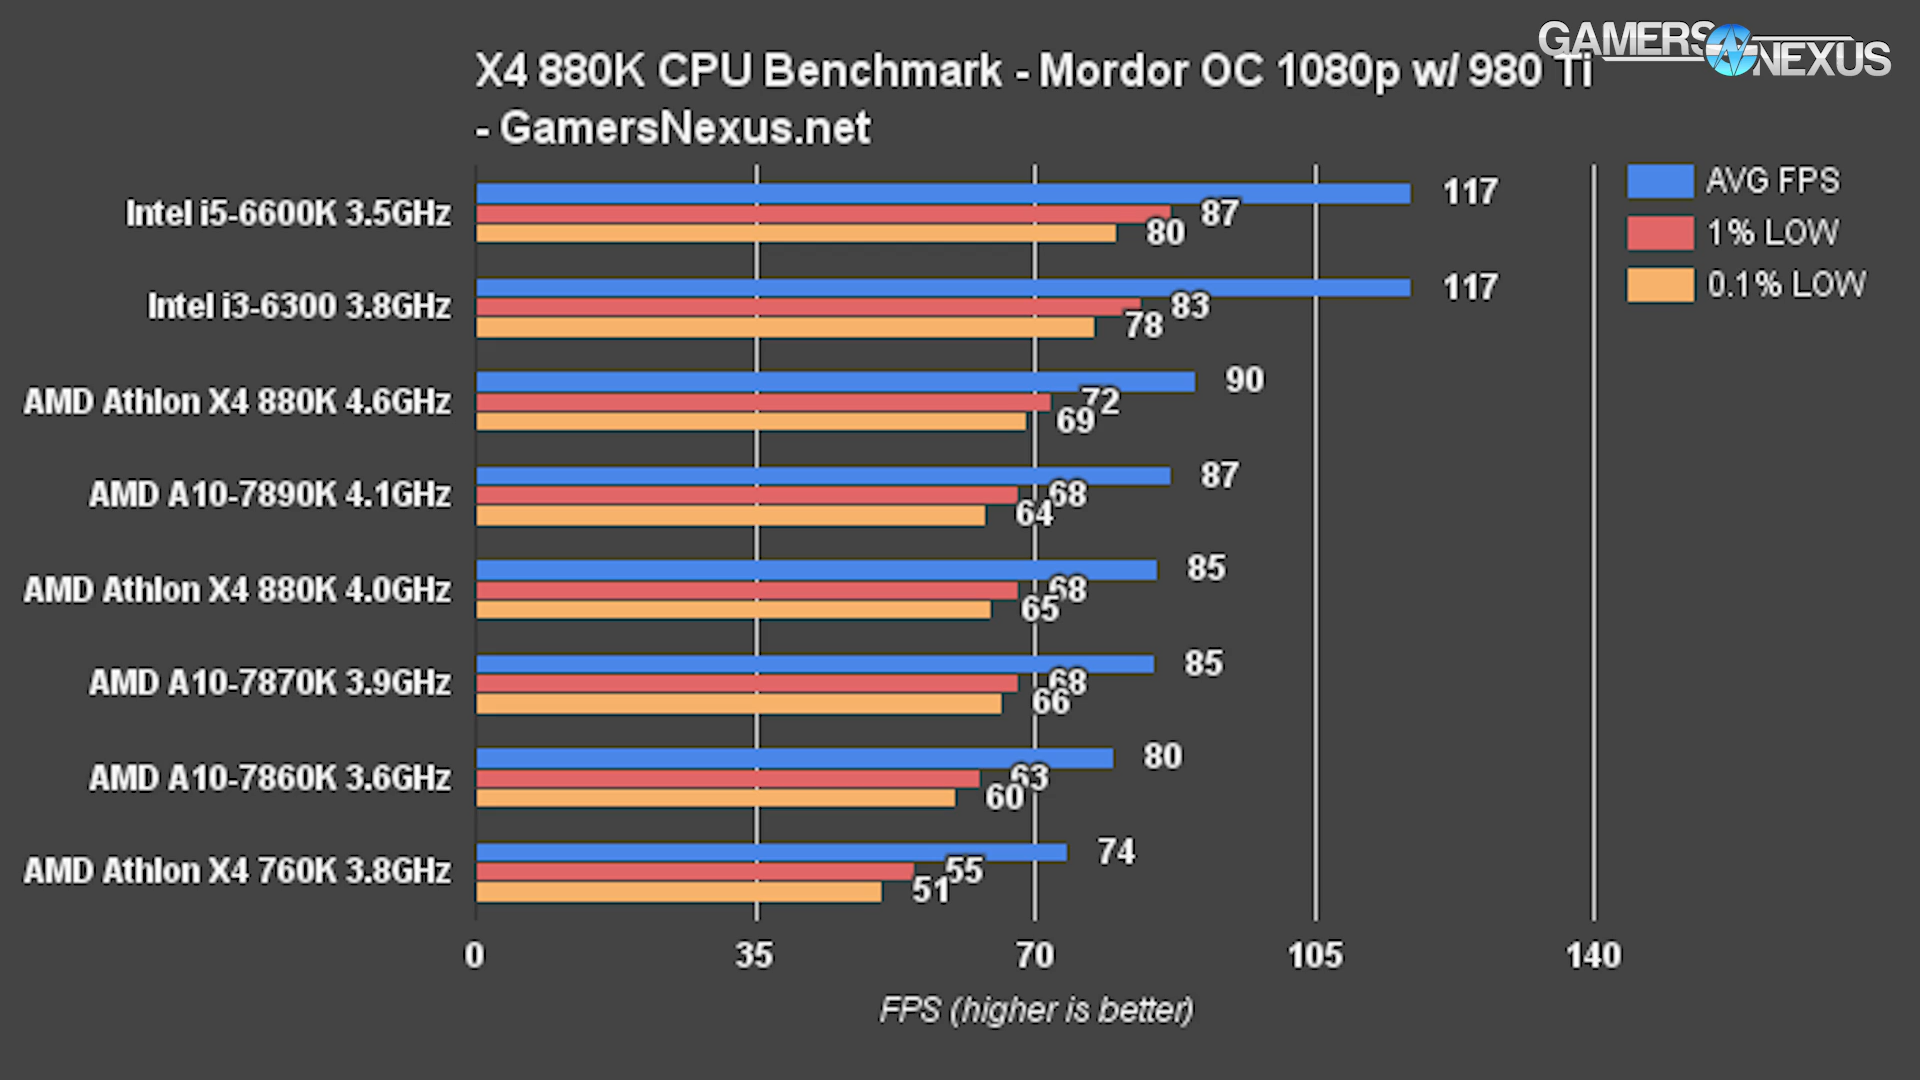 GAMERS NEXUS
X4 880K CPU Benchmark - Mordor OC 1080p w/ 980 Ti
- GamersNexus.net
AVG FPS
1% LOW
0.1% LOW
Intel i5-6600K 3.5GHz 117 87 80
Intel i3-6300 3.8GHz 117 83 78
AMD Athlon X4 880K 4.6GHz 90 72 69
AMD A10-7890K 4.1GHz 87 68 64
AMD Athlon X4 880K 4.0GHz 85 68 65
AMD A10-7870K 3.9GHz 85 68 66
AMD A10-7860K 3.6GHz 80 63 60
AMD Athlon X4 760K 3.8GHz 74 55 51
0 35 70 105 140
FPS (higher is better)